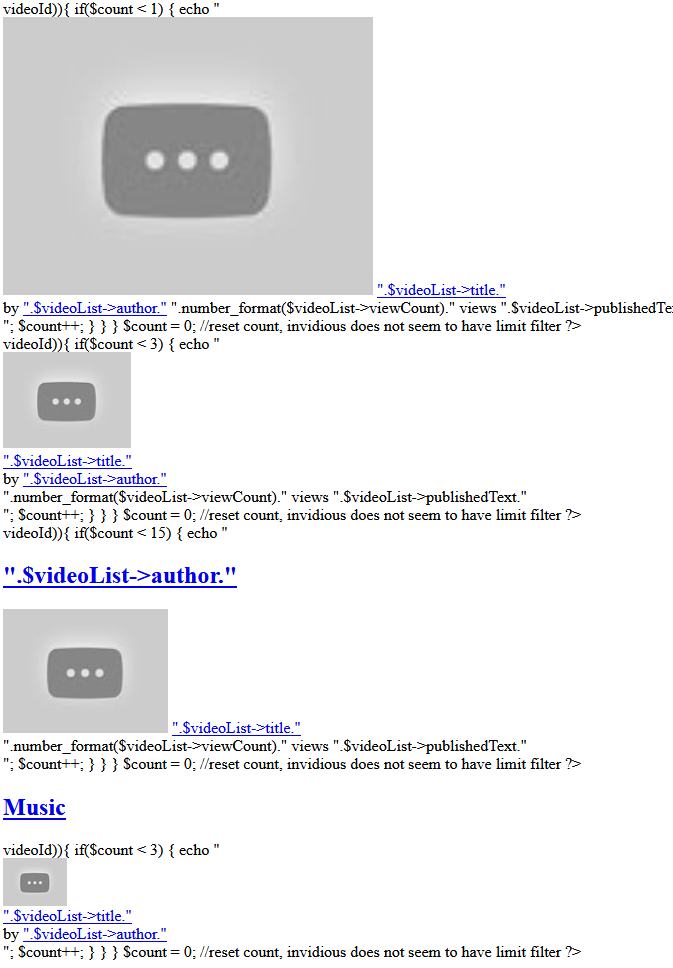 videoId)){ if($count < 1) { echo "
".$videoList->title."
by ".$videoList->author." ".number_format($videoList->viewCount)." views ".$videoList->publishedTe
"; $count++; } } } $count = 0; //reset count, invidious does not seem to have limit filter ?>
videoId)){ if($count < 3) { echo "
".$videoList->title."
by ".$videoList->author."
".number_format($videoList->viewCount)." views ".$videoList->publishedText."
"; $count++; } } } $count = 0; //reset count, invidious does not seem to have limit filter ?>
videoId)){ if($count < 15) { echo "
".$videoList->author."
".$videoList->title."
".number_format($videoList->viewCount)." views ".$videoList->publishedText."
"; $count++; } } } $count = 0; //reset count, invidious does not seem to have limit filter ?>
Music
videoId)){ if($count < 3) { echo "
".$videoList->title."
by ".$videoList->author."
"; $count++; } } } $count = 0; //reset count, invidious does not seem to have limit filter ?>